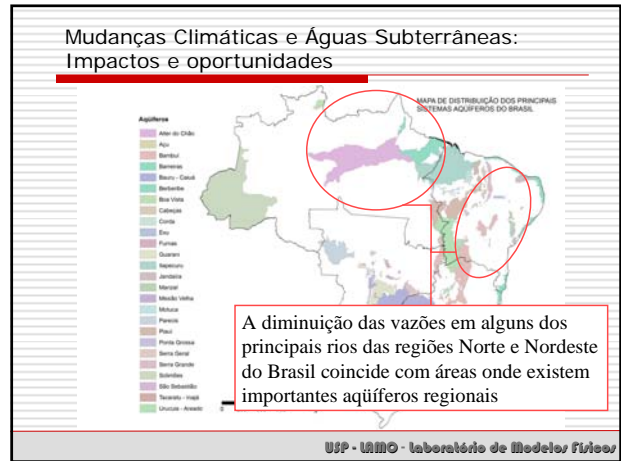 Mudanças Climáticas e Águas Subterrâneas:
Impactos e oportunidades
MAPA DE DISTRIBUIÇÃO DOS PRINCIPAIS
SISTEMAS AQÜÍFEROS DO BRASIL
Aqüíferos
Alter do Chão
Açu
Bambuí
Barreiras
Bauru - Caiuá
Beberibe
Boa Vista
Cabeças
Corda
Exu
Furnas
Guarani
Itapecuru
Jandaíra
Marizal
Missão Velha
Motuca
Parecis
Piauí
Ponta Grossa
Serra Geral
Serra Grande
Solimões
São Sebastião
Tacaratu - Inajá
Urucuia - Areado
0
A diminuição das vazões em alguns dos
principais rios das regiões Norte e Nordeste
do Brasil coincide com áreas onde existem
importantes aqüíferos regionais
USP - LAMO - Laboratório de Modelos Físicos